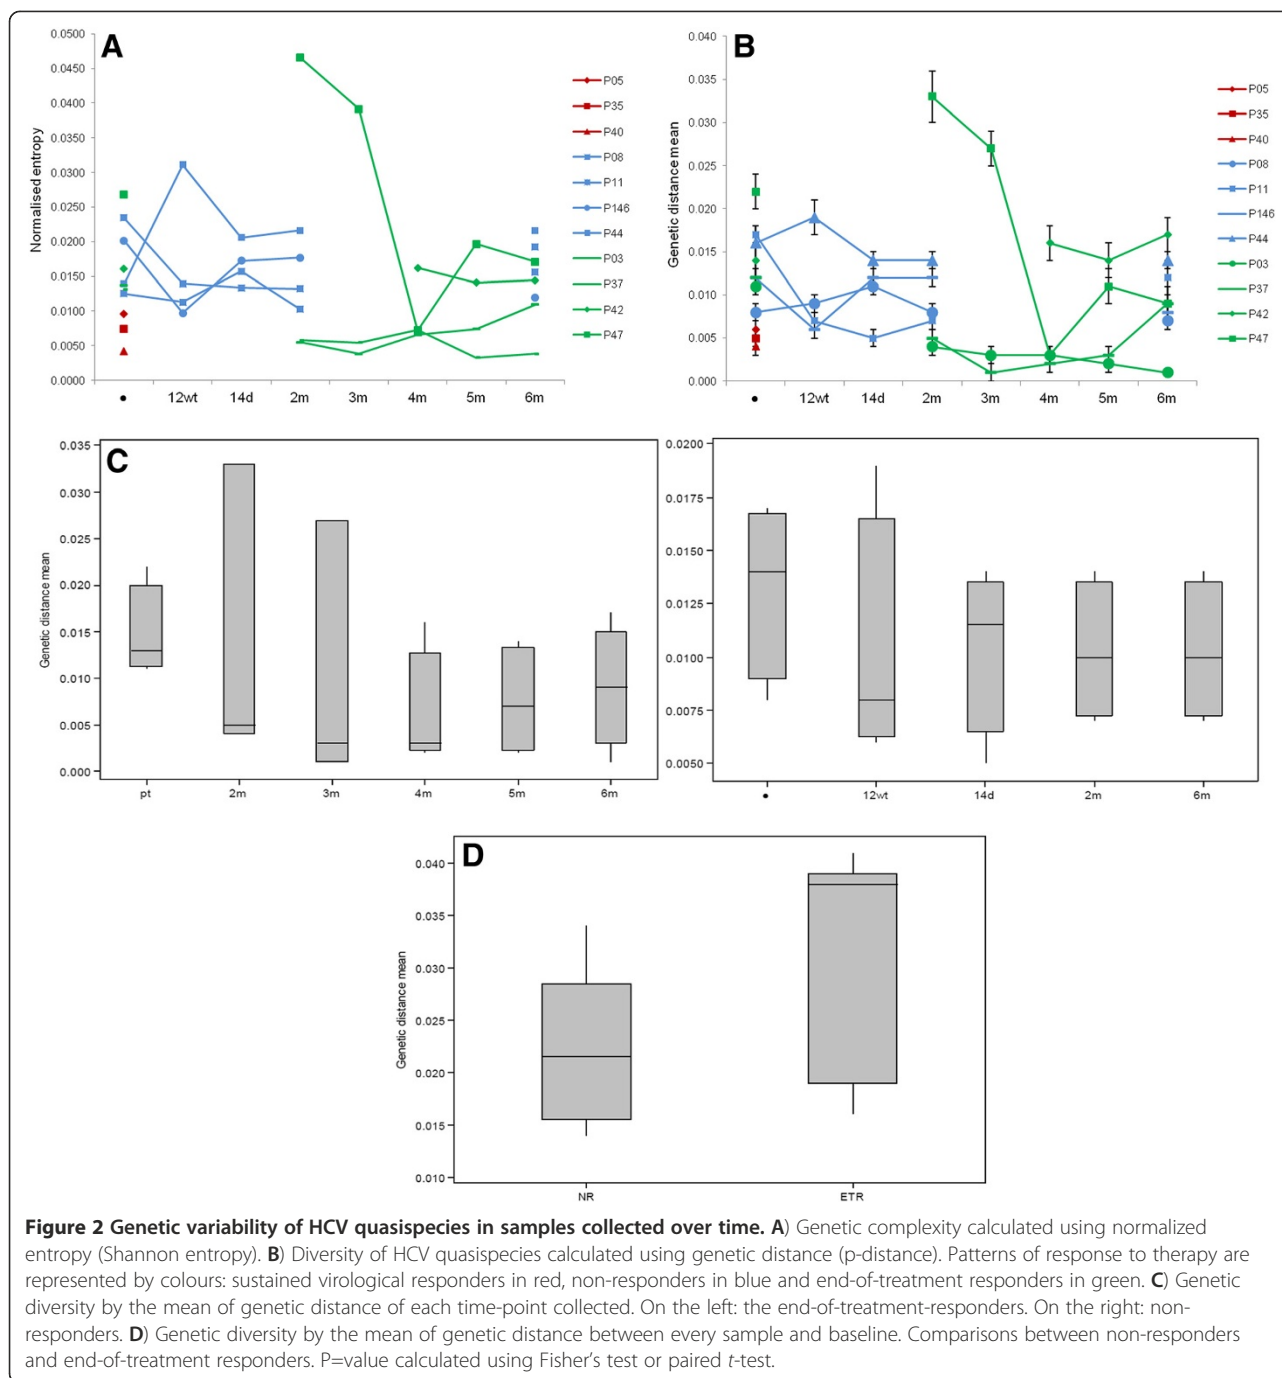 A
Normalised entropy
0.0500
0.0450
0.0400
0.0350
0.0300
0.0250
0.0200
0.0150
0.0100
0.0050
0.0000
• 12wt 14d 2m 3m 4m 5m 6m
P05
P35
P40
P08
P11
P146
P44
P03
P37
P42
P47
B
Genetic distance mean
0.040
0.035
0.030
0.025
0.020
0.015
0.010
0.005
0.000
• 12wt 14d 2m 3m 4m 5m 6m
P05
P35
P40
P08
P11
P146
P44
P03
P37
P42
P47
C
Genetic distance mean
0.035
0.030
0.025
0.020
0.015
0.010
0.005
0.000
pt 2m 3m 4m 5m 6m
0.0200
0.0175
0.0150
0.0125
0.0100
0.0075
0.0050
• 12wt 14d 2m 6m
D
Genetic distance mean
0.040
0.035
0.030
0.025
0.020
0.015
0.010
NR ETR
Figure 2 Genetic variability of HCV quasispecies in samples collected over time. A) Genetic complexity calculated using normalized
entropy (Shannon entropy). B) Diversity of HCV quasispecies calculated using genetic distance (p-distance). Patterns of response to therapy are
represented by colours: sustained virological responders in red, non-responders in blue and end-of-treatment responders in green. C) Genetic
diversity by the mean of genetic distance of each time-point collected. On the left: the end-of-treatment-responders. On the right: non-
responders. D) Genetic diversity by the mean of genetic distance between every sample and baseline. Comparisons between non-responders
and end-of-treatment responders. P=value calculated using Fisher's test or paired t-test.